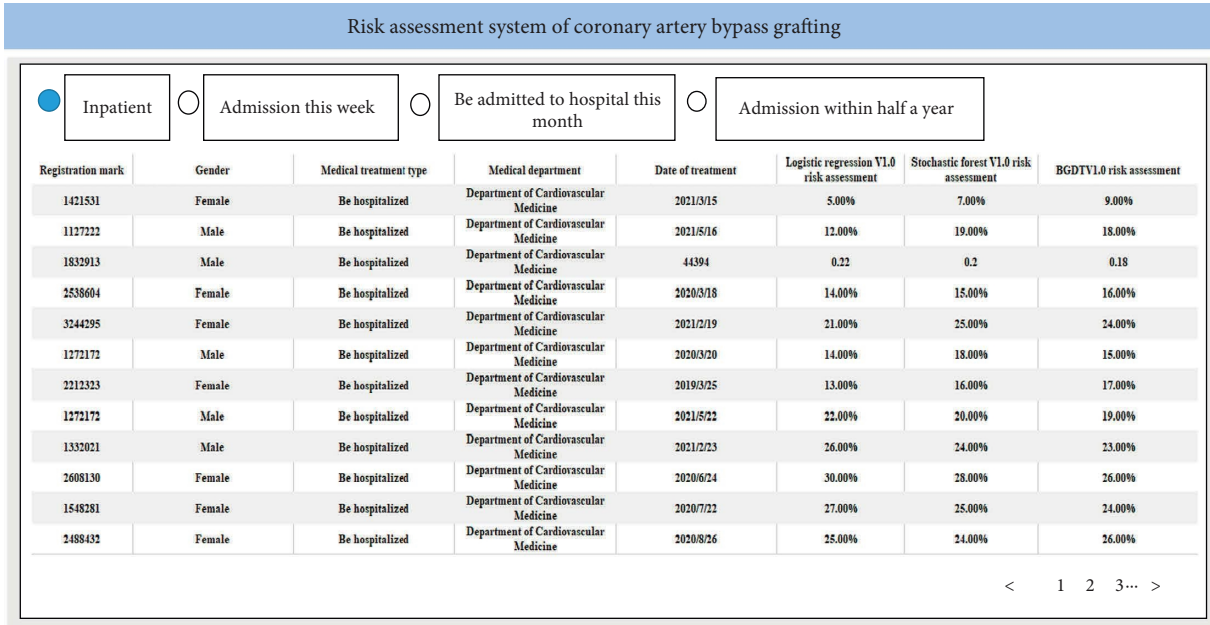 Risk assessment system of coronary artery bypass grafting
Inpatient
Admission this week
Be admitted to hospital this
month
Admission within half a year
Registration mark Gender Medical treatment type Medical department Date of treatment Logistic regression V1.0 risk assessment Stochastic forest V1.0 risk assessment BGDTV1.0 risk assessment
1421531 Female Be hospitalized Department of Cardiovascular Medicine 2021/3/15 5.00% 7.00% 9.00%
1127222 Male Be hospitalized Department of Cardiovascular Medicine 2021/5/16 12.00% 19.00% 18.00%
1832913 Male Be hospitalized Department of Cardiovascular Medicine 44394 0.22 0.2 0.18
2538604 Female Be hospitalized Department of Cardiovascular Medicine 2020/3/18 14.00% 15.00% 16.00%
3244295 Female Be hospitalized Department of Cardiovascular Medicine 2021/2/19 21.00% 25.00% 24.00%
1272172 Male Be hospitalized Department of Cardiovascular Medicine 2020/3/20 14.00% 18.00% 15.00%
2212323 Female Be hospitalized Department of Cardiovascular Medicine 2019/3/25 13.00% 16.00% 17.00%
1272172 Male Be hospitalized Department of Cardiovascular Medicine 2021/5/22 22.00% 20.00% 19.00%
1332021 Male Be hospitalized Department of Cardiovascular Medicine 2021/2/23 26.00% 24.00% 23.00%
2608130 Female Be hospitalized Department of Cardiovascular Medicine 2020/6/24 30.00% 28.00% 26.00%
1548281 Female Be hospitalized Department of Cardiovascular Medicine 2020/7/22 27.00% 25.00% 24.00%
2488432 Female Be hospitalized Department of Cardiovascular Medicine 2020/8/26 25.00% 24.00% 26.00%
< 1 2 3··· >